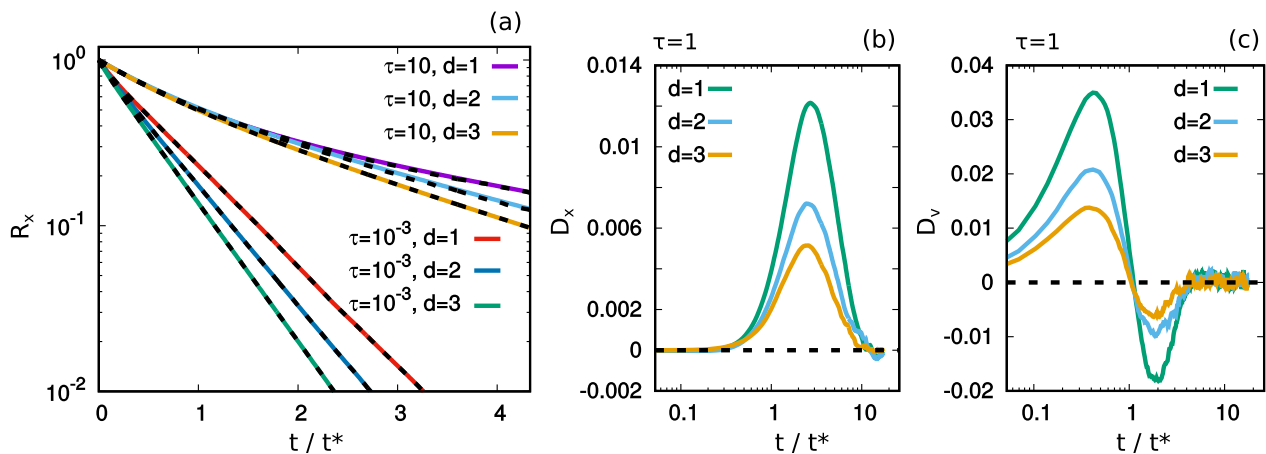 (a)
10⁰
10⁻¹
10⁻²
R_x
τ=10, d=1
τ=10, d=2
τ=10, d=3
τ=10⁻³, d=1
τ=10⁻³, d=2
τ=10⁻³, d=3
0 1 2 3 4
t / t*
τ=1 (b)
0.014
0.01
0.006
0.002
0
-0.002
D_x
d=1
d=2
d=3
0.1 1 10
t / t*
τ=1 (c)
0.04
0.03
0.02
0.01
0
-0.01
-0.02
D_v
d=1
d=2
d=3
0.1 1 10
t / t*